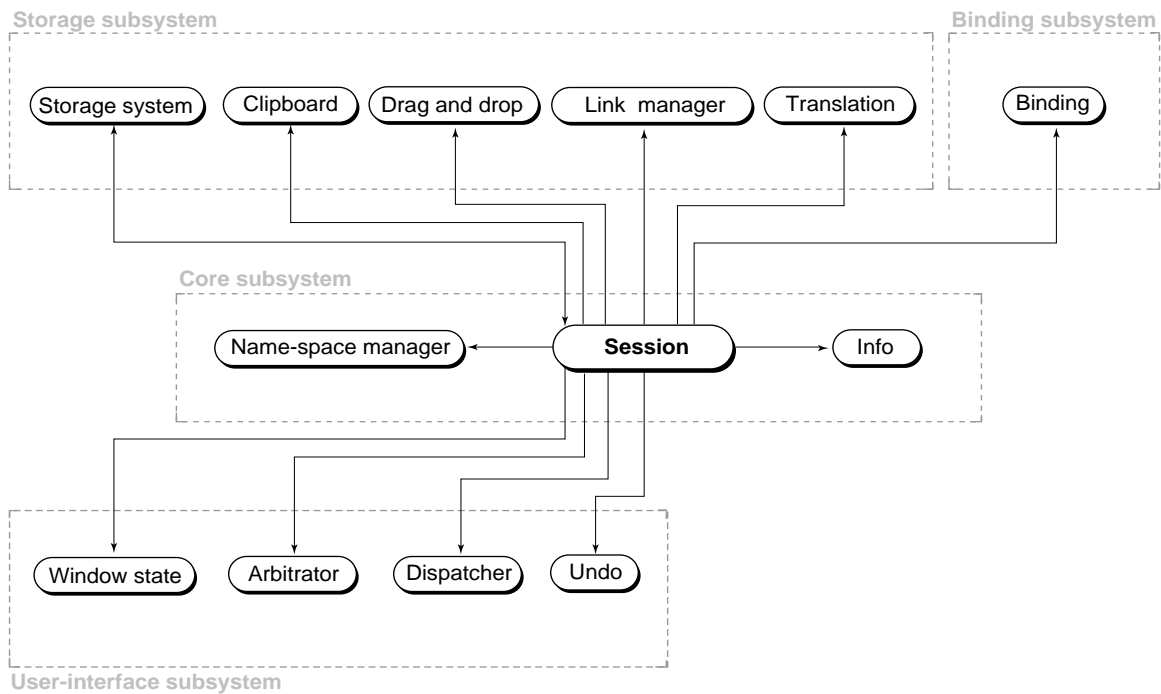 Storage subsystem
Binding subsystem
Storage system
Clipboard
Drag and drop
Link manager
Translation
Binding
Core subsystem
Name-space manager
Session
Info
Window state
Arbitrator
Dispatcher
Undo
User-interface subsystem